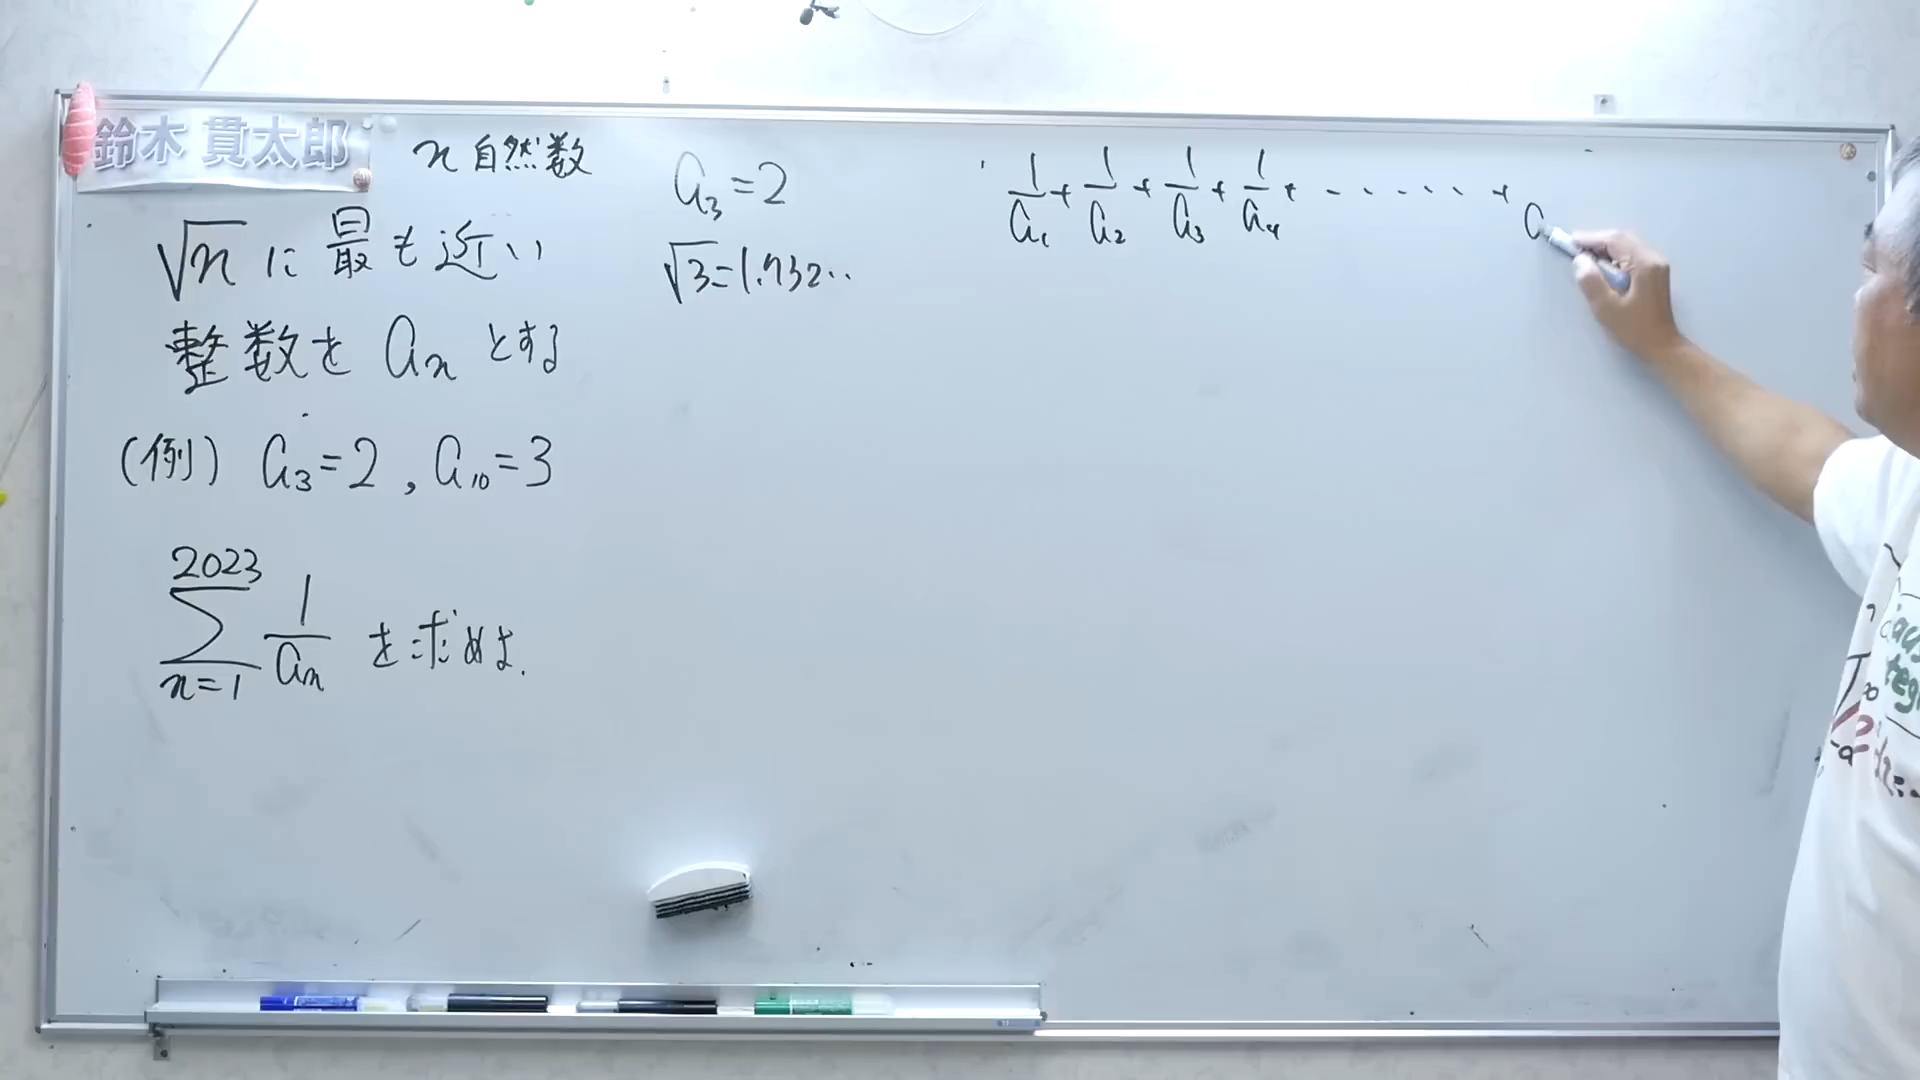 鈴木 貫太郎
n 自然数
√n に 最も近い
整数を aₙ とする
(例) a₃=2 , a₁₀=3
2023
Σ 1/aₙ を求めよ.
n=1
a₃=2
√3=1.732‥
1/a₁ + 1/a₂ + 1/a₃ + 1/a₄ + ‥‥‥ + a